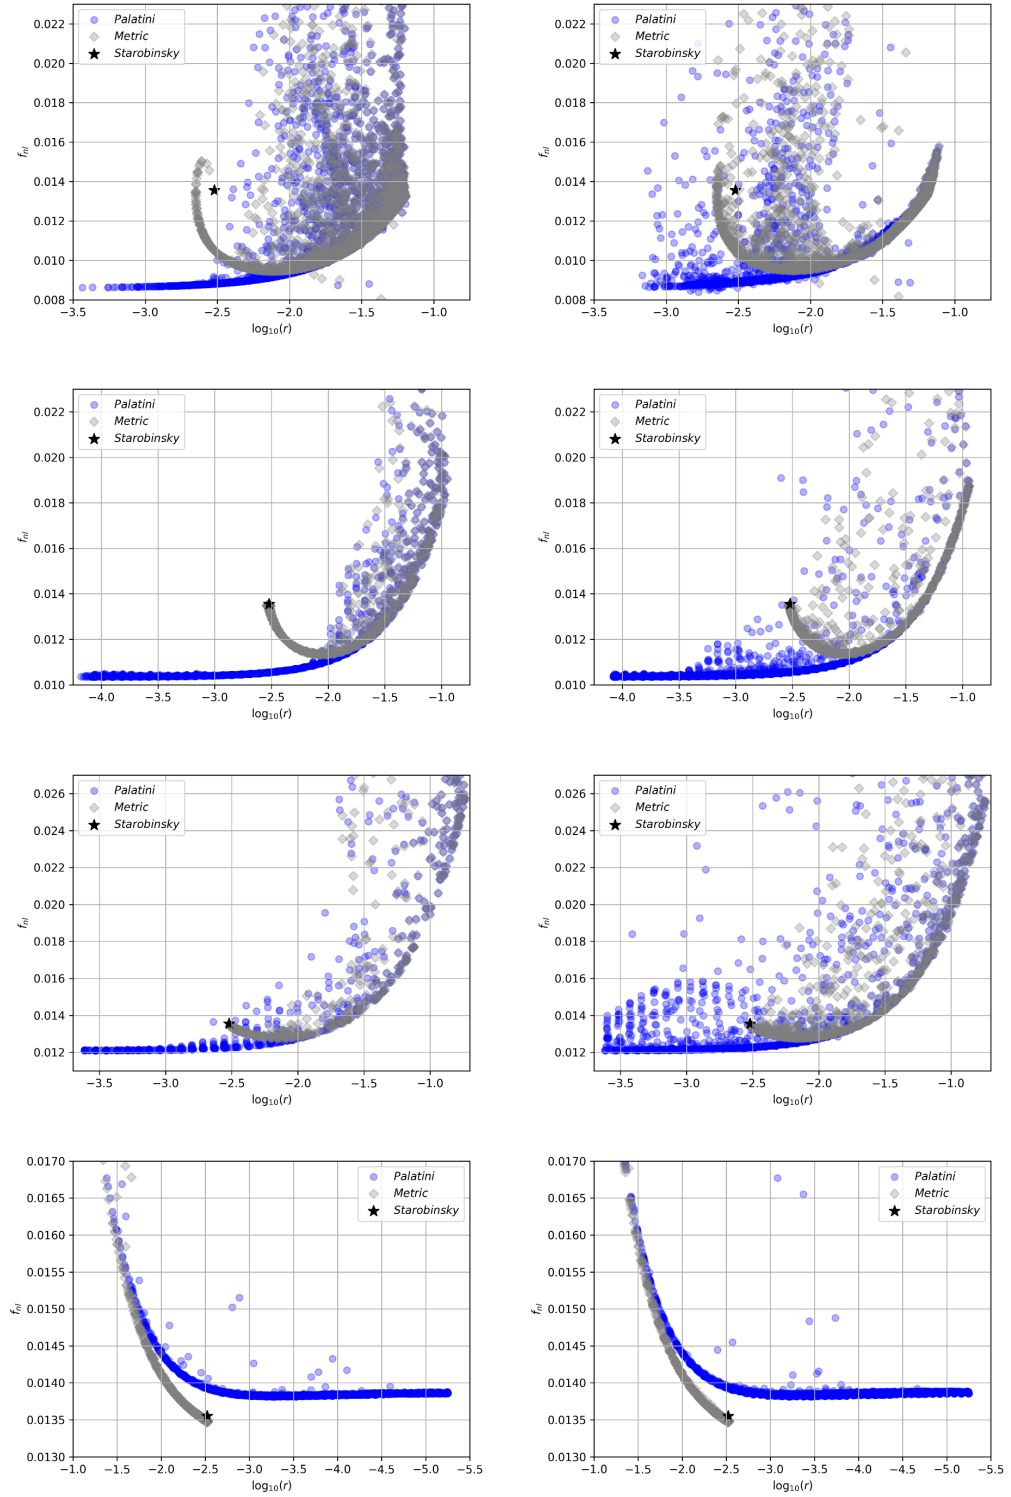 Palatini
Metric
Starobinsky
0.022
0.020
0.018
0.016
0.014
0.012
0.010
0.008
f_nl
−3.5 −3.0 −2.5 −2.0 −1.5 −1.0
log₁₀(r)
Palatini
Metric
Starobinsky
0.022
0.020
0.018
0.016
0.014
0.012
0.010
0.008
f_nl
−3.5 −3.0 −2.5 −2.0 −1.5 −1.0
log₁₀(r)
Palatini
Metric
Starobinsky
0.022
0.020
0.018
0.016
0.014
0.012
0.010
f_nl
−4.0 −3.5 −3.0 −2.5 −2.0 −1.5 −1.0
log₁₀(r)
Palatini
Metric
Starobinsky
0.022
0.020
0.018
0.016
0.014
0.012
0.010
f_nl
−4.0 −3.5 −3.0 −2.5 −2.0 −1.5 −1.0
log₁₀(r)
Palatini
Metric
Starobinsky
0.026
0.024
0.022
0.020
0.018
0.016
0.014
0.012
f_nl
−3.5 −3.0 −2.5 −2.0 −1.5 −1.0
log₁₀(r)
Palatini
Metric
Starobinsky
0.026
0.024
0.022
0.020
0.018
0.016
0.014
0.012
f_nl
−3.5 −3.0 −2.5 −2.0 −1.5 −1.0
log₁₀(r)
Palatini
Metric
Starobinsky
0.0170
0.0165
0.0160
0.0155
0.0150
0.0145
0.0140
0.0135
0.0130
f_nl
−1.0 −1.5 −2.0 −2.5 −3.0 −3.5 −4.0 −4.5 −5.0 −5.5
log₁₀(r)
Palatini
Metric
Starobinsky
0.0170
0.0165
0.0160
0.0155
0.0150
0.0145
0.0140
0.0135
0.0130
f_nl
−1.0 −1.5 −2.0 −2.5 −3.0 −3.5 −4.0 −4.5 −5.0 −5.5
log₁₀(r)